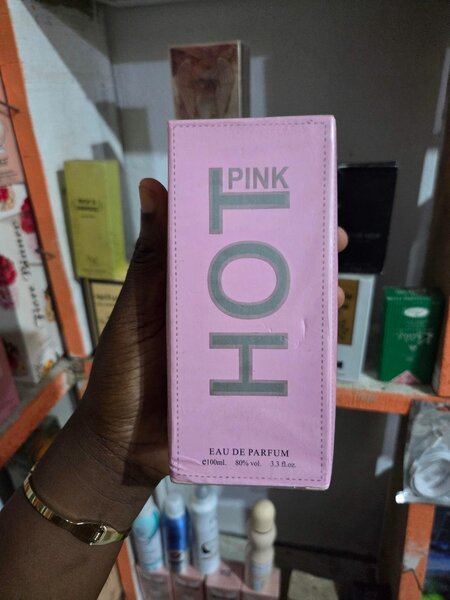 PINK
HOT
EAU DE PARFUM
e100ml. 80% vol. 3.3 fl.oz.